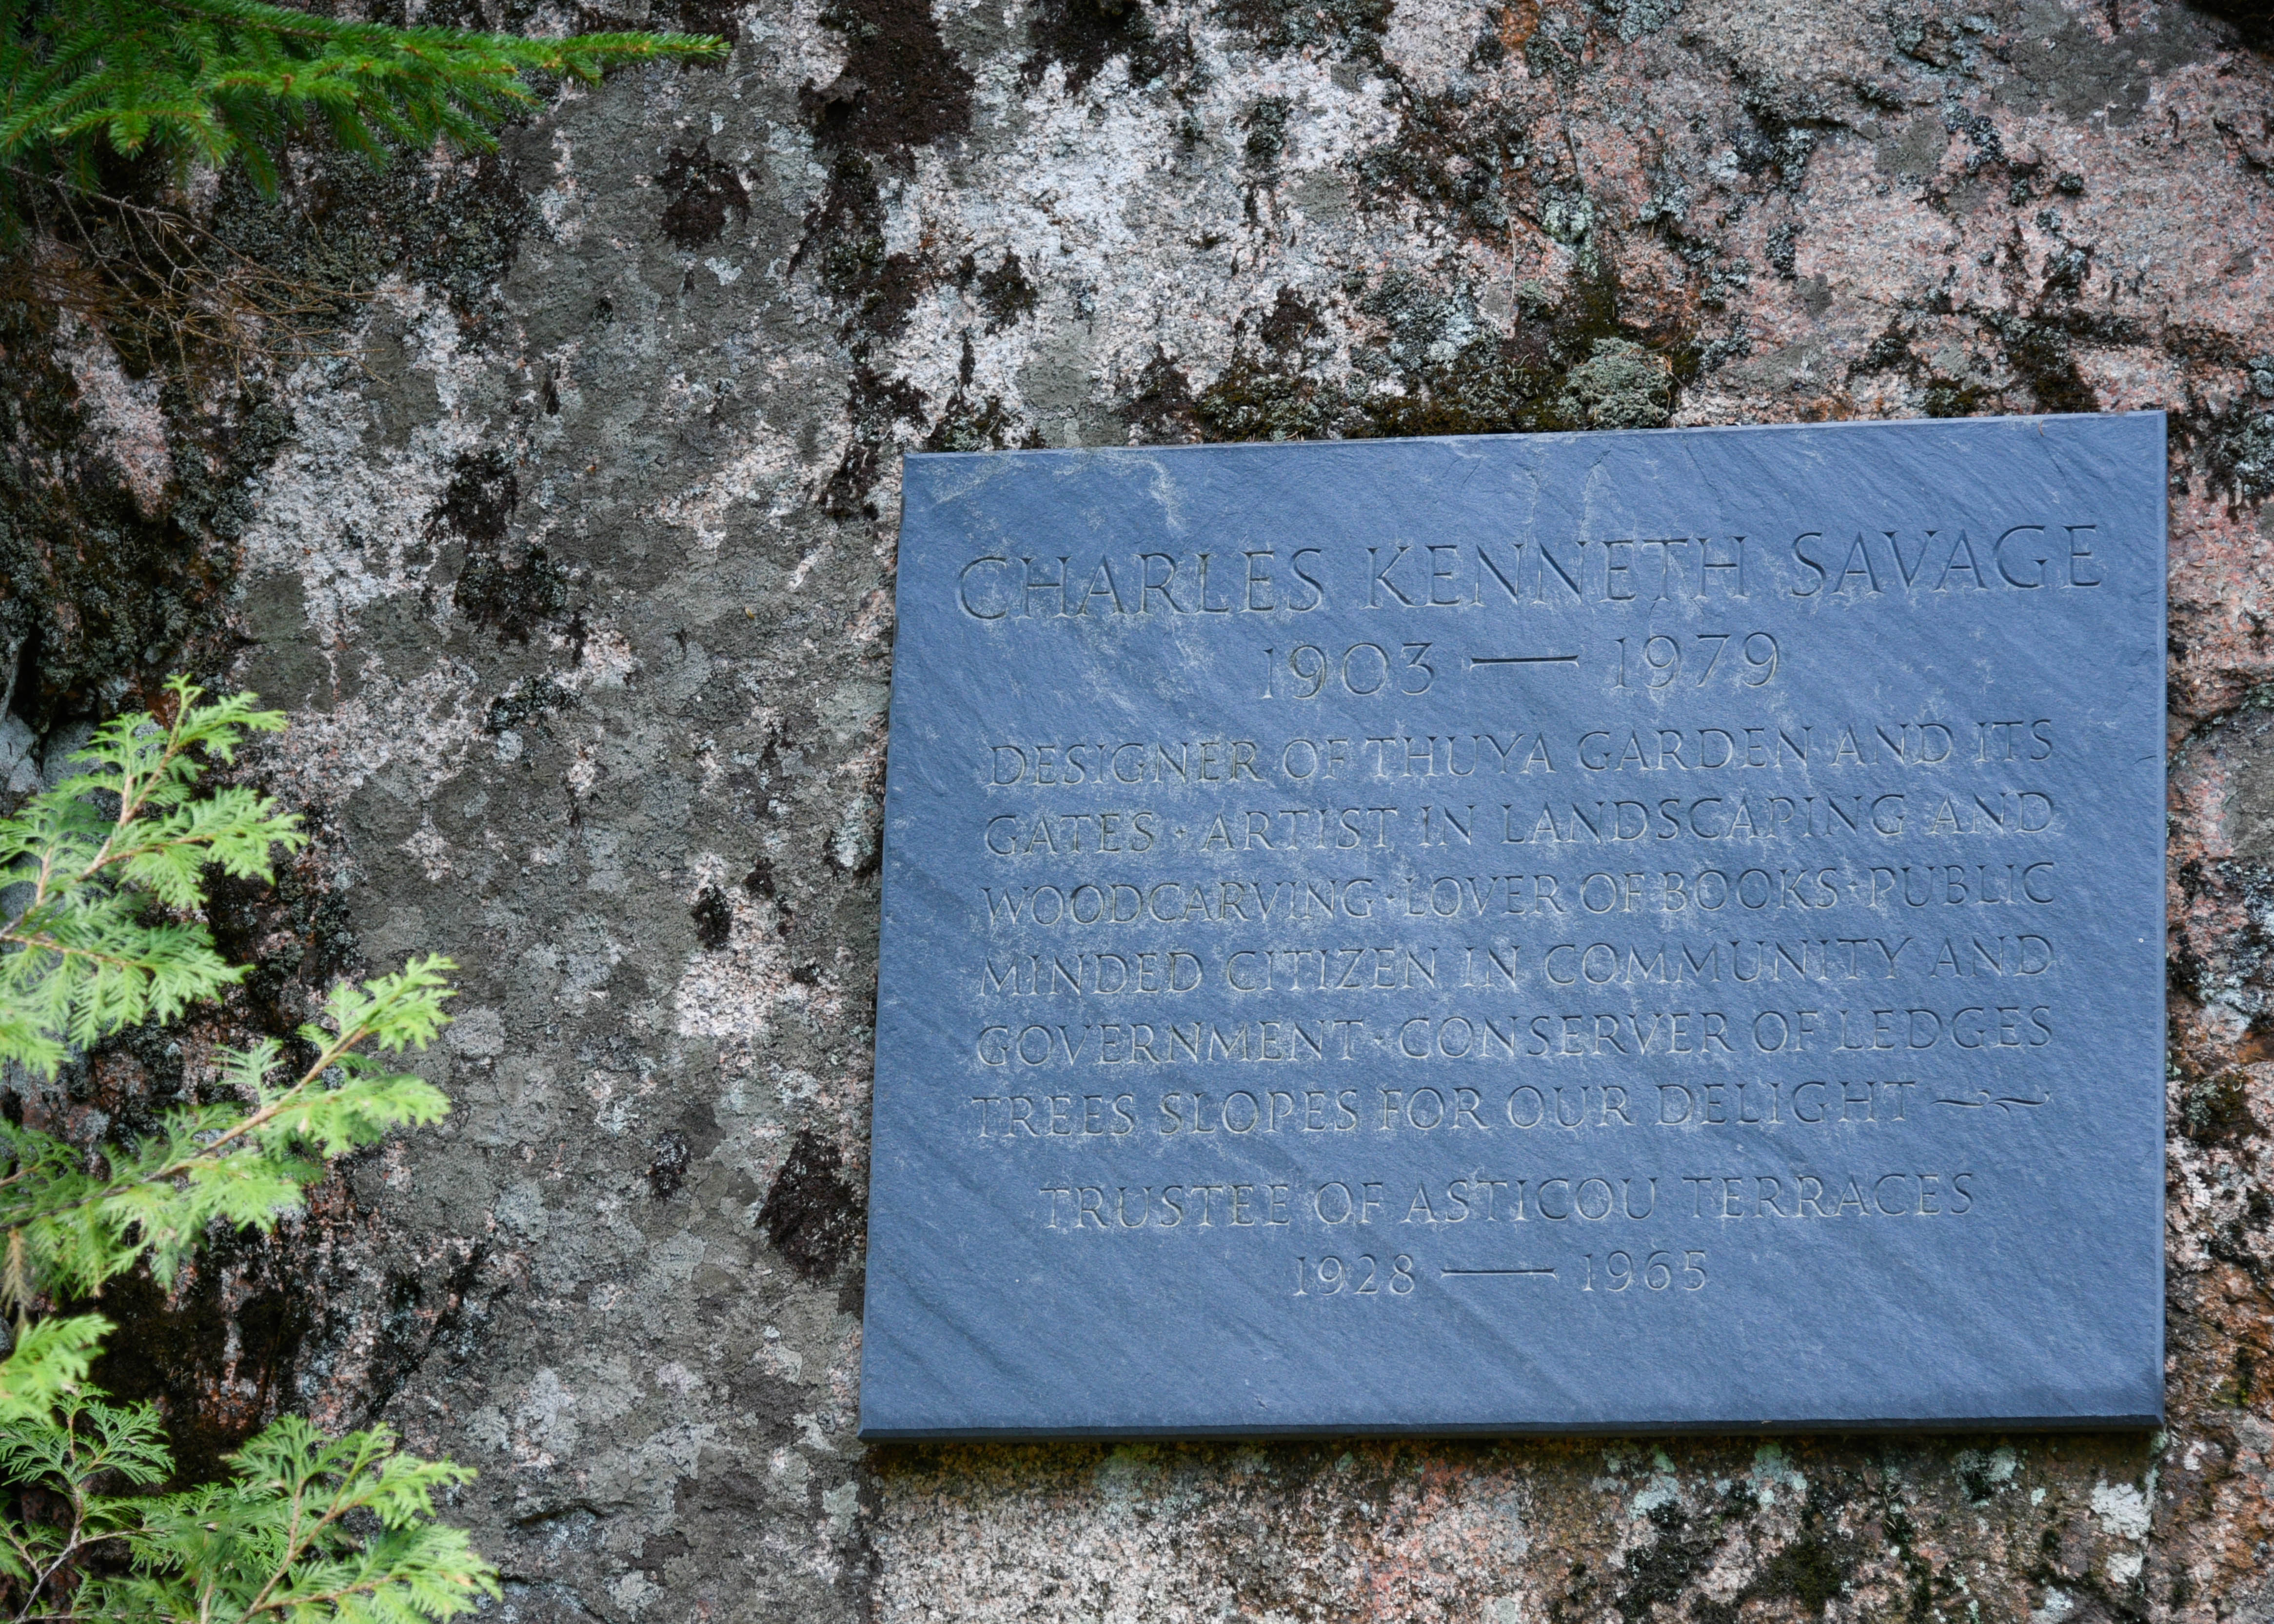 CHARLES KENNETH SAVAGE
1903 — 1979
DESIGNER OF THUYA GARDEN AND ITS
GATES · ARTIST IN LANDSCAPING AND
WOODCARVING · LOVER OF BOOKS · PUBLIC
MINDED CITIZEN IN COMMUNITY AND
GOVERNMENT · CONSERVER OF LEDGES
TREES SLOPES FOR OUR DELIGHT
TRUSTEE OF ASTICOU TERRACES
1928 — 1965